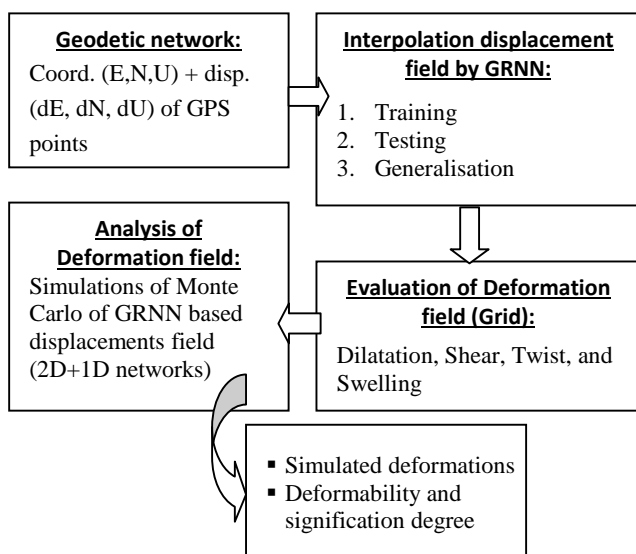 Geodetic network:
Coord. (E,N,U) + disp.
(dE, dN, dU) of GPS
points
Interpolation displacement
field by GRNN:
1. Training
2. Testing
3. Generalisation
Evaluation of Deformation
field (Grid):
Dilatation, Shear, Twist, and
Swelling
Analysis of
Deformation field:
Simulations of Monte
Carlo of GRNN based
displacements field
(2D+1D networks)
▪ Simulated deformations
▪ Deformability and
signification degree